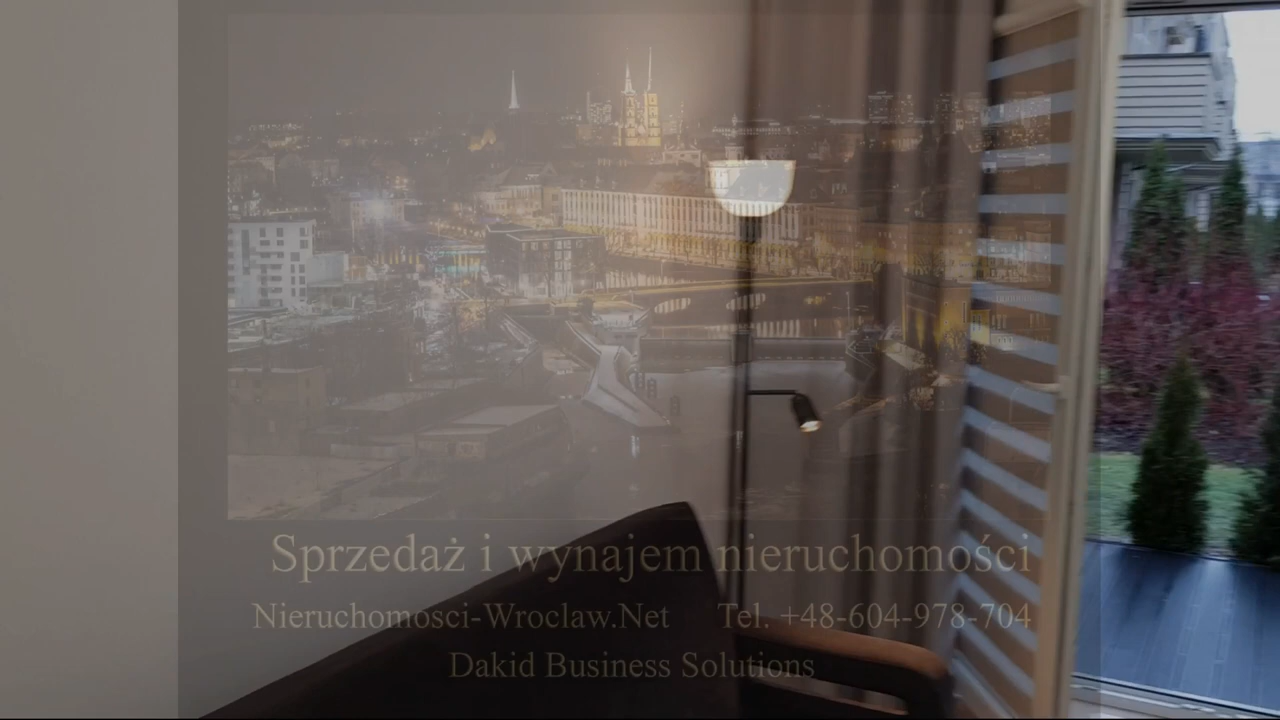 Sprzedaż i wynajem nieruchomości
Nieruchomosci-Wroclaw.Net Tel. +48-604-978-704
Dakid Business Solutions